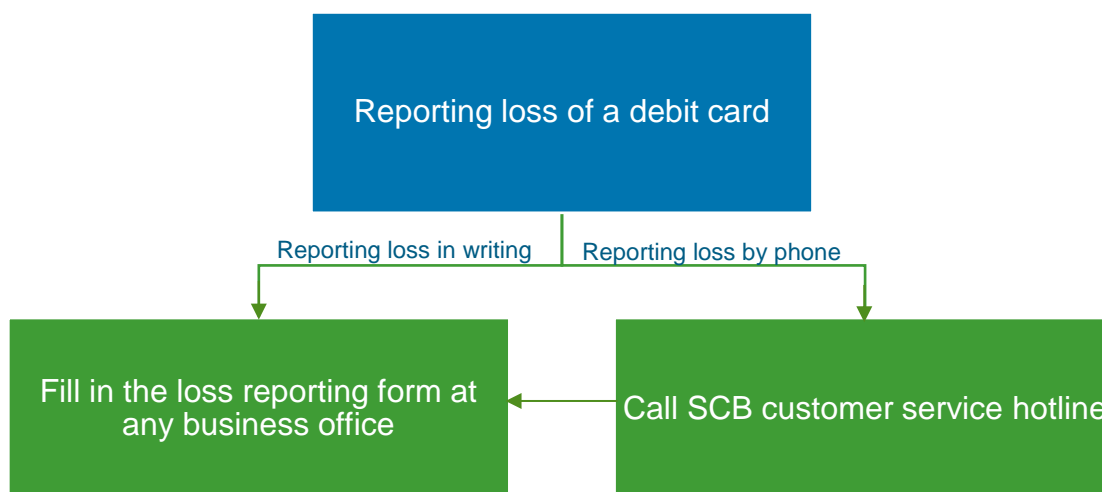 Reporting loss of a debit card
Reporting loss in writing
Reporting loss by phone
Fill in the loss reporting form at
any business office
Call SCB customer service hotline